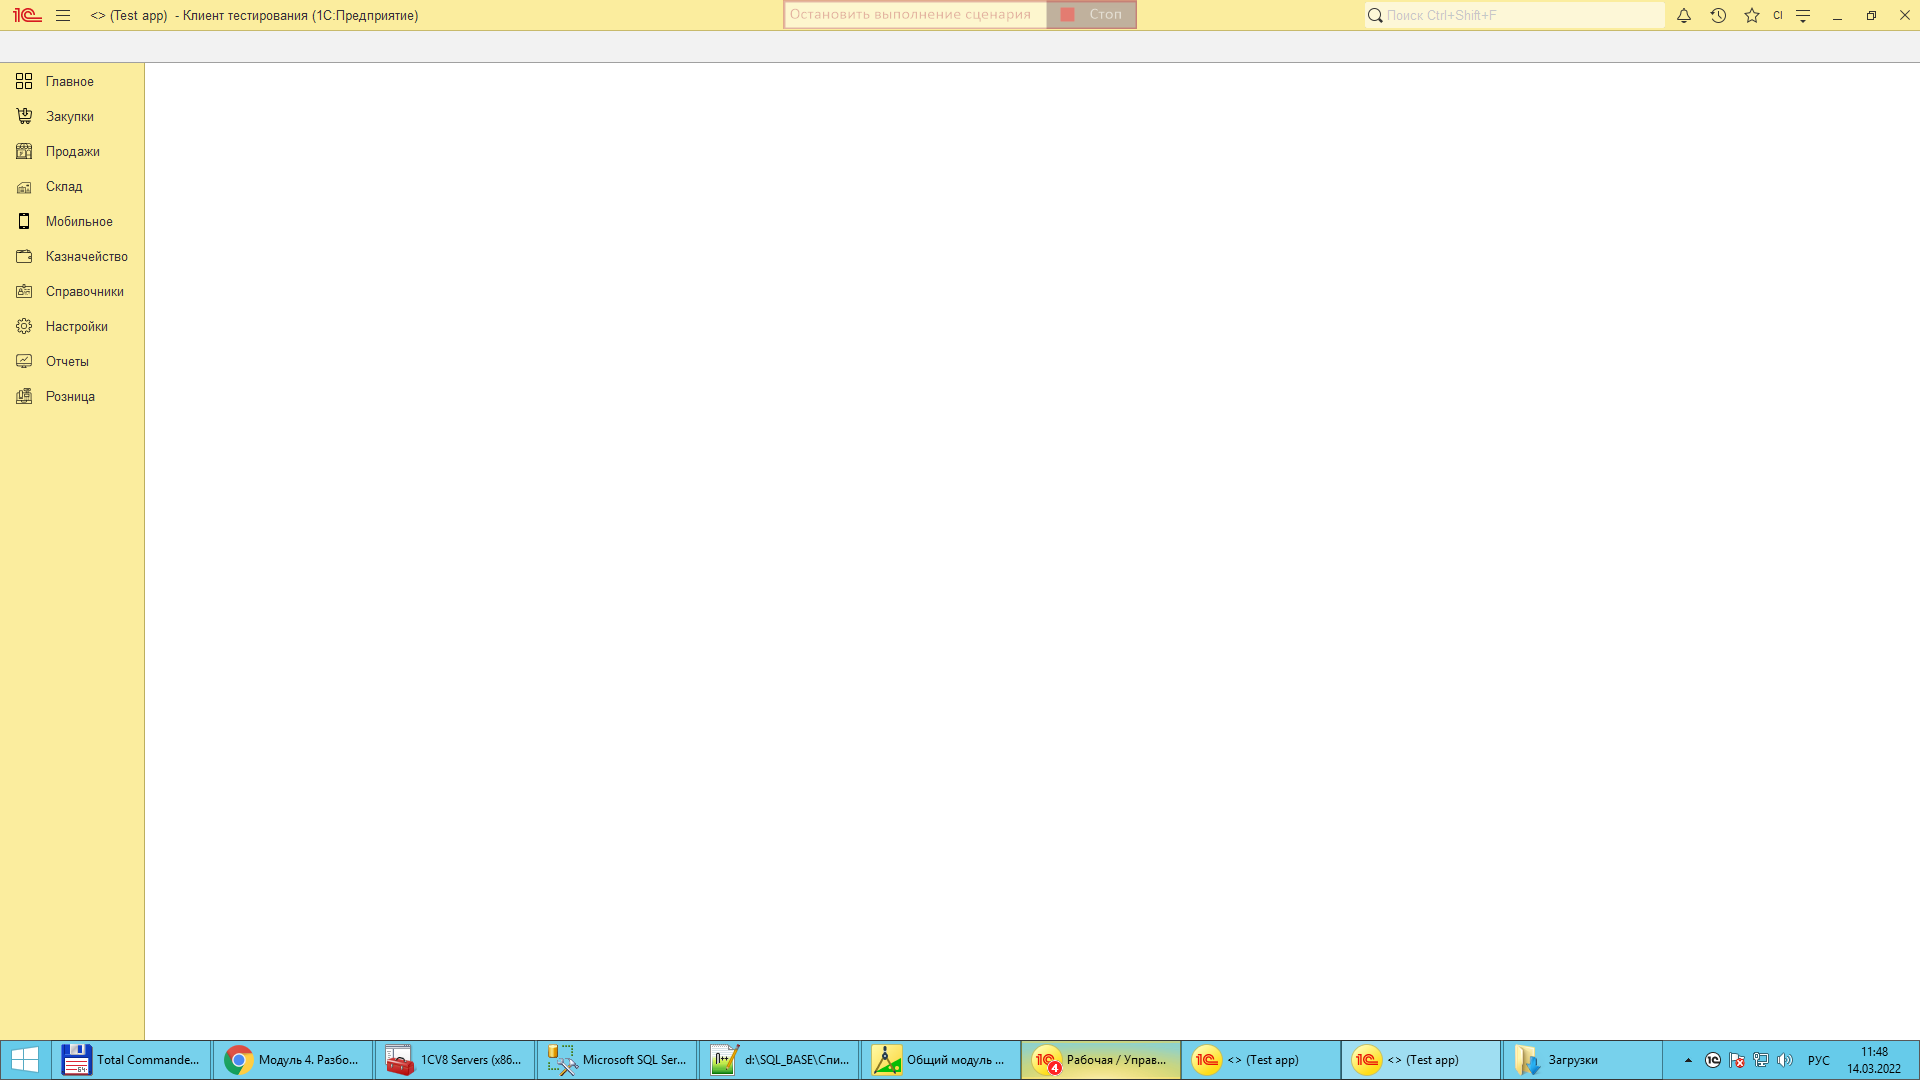 <> (Test app) - Клиент тестирования (1С:Предприятие)
Остановить выполнение сценария
Стоп
Поиск Ctrl+Shift+F
CI
Главное
Закупки
Продажи
Склад
Мобильное
Казначейство
Справочники
Настройки
Отчеты
Розница
Total Commande...
Модуль 4. Разбо...
1CV8 Servers (x86...
Microsoft SQL Ser...
d:\SQL_BASE\Спи...
Общий модуль ...
4
Рабочая / Управ...
<> (Test app)
<> (Test app)
Загрузки
РУС
11:48
14.03.2022